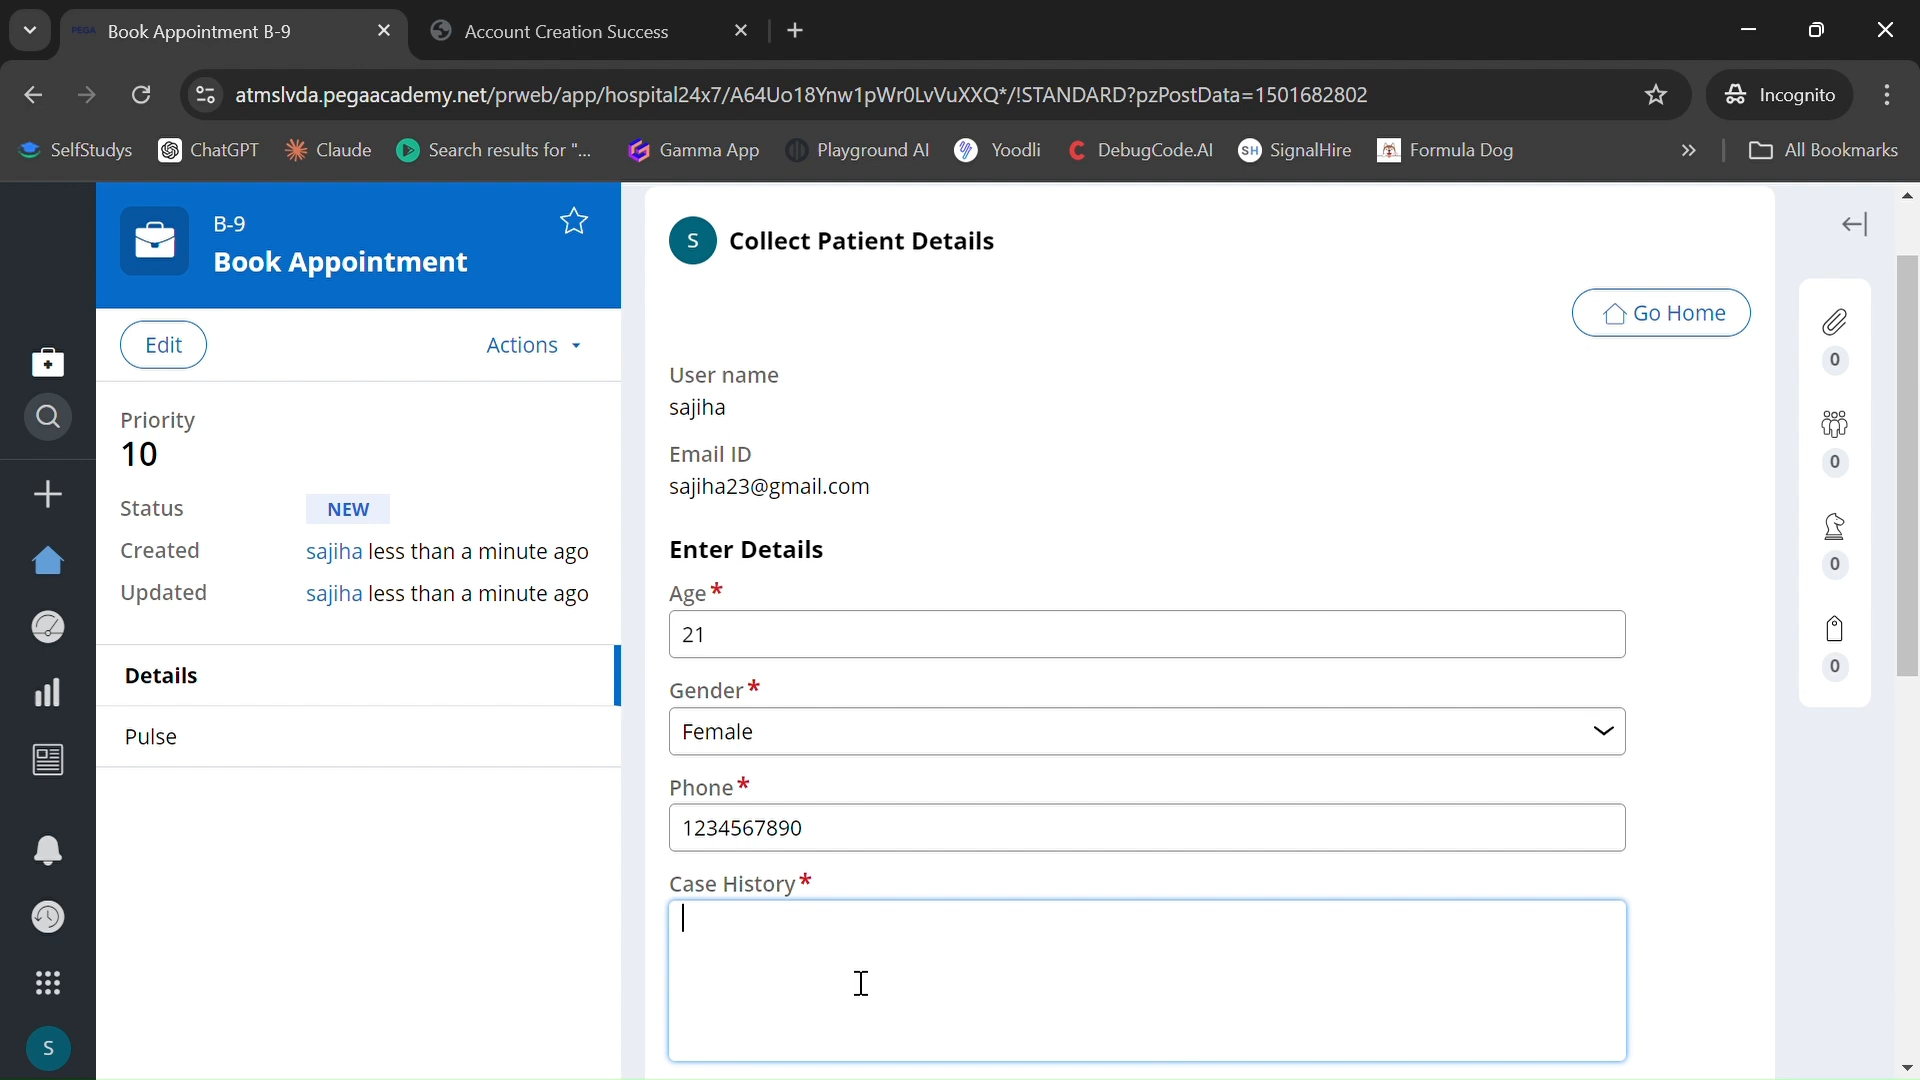 PEGA Book Appointment B-9
Account Creation Success
atmslvda.pegaacademy.net/prweb/app/hospital24x7/A64Uo18Ynw1pWr0LvVuXXQ*/!STANDARD?pzPostData=1501682802
Incognito
SelfStudys
ChatGPT
Claude
Search results for "...
Gamma App
Playground AI
Yoodli
C DebugCode.AI
SH SignalHire
Formula Dog
»
All Bookmarks
B-9
Book Appointment
Edit
Actions
Priority
10
Status NEW
Created sajiha less than a minute ago
Updated sajiha less than a minute ago
Details
Pulse
S
S Collect Patient Details
Go Home
User name
sajiha
Email ID
sajiha23@gmail.com
Enter Details
Age*
21
Gender*
Female
Phone*
1234567890
Case History*
0
0
0
0